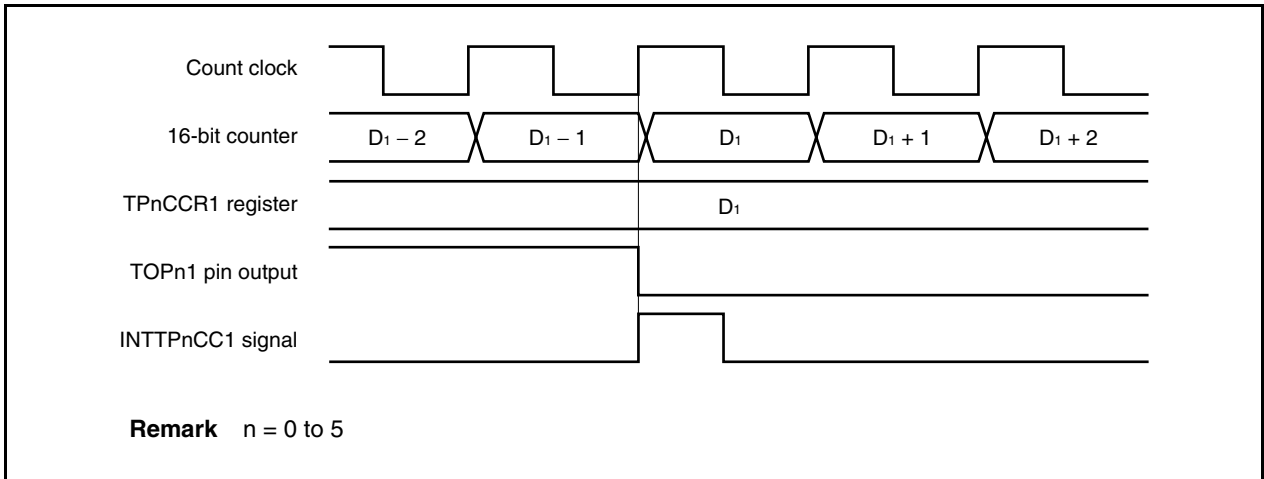 Count clock
16-bit counter D₁ − 2 D₁ − 1 D₁ D₁ + 1 D₁ + 2
TPnCCR1 register D₁
TOPn1 pin output
INTTPnCC1 signal
Remark n = 0 to 5